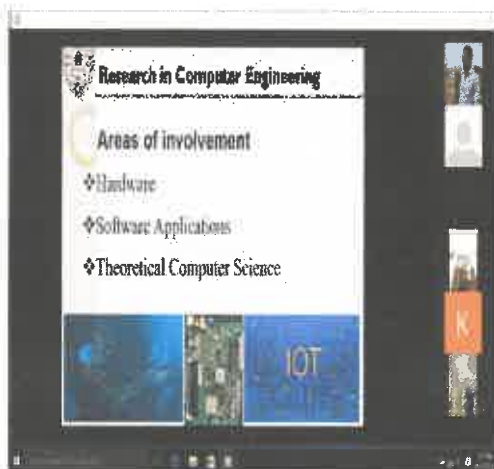 Research in Computer Engineering
Areas of involvement
❖Hardware
❖Software Applications
❖Theoretical Computer Science
IOT
K